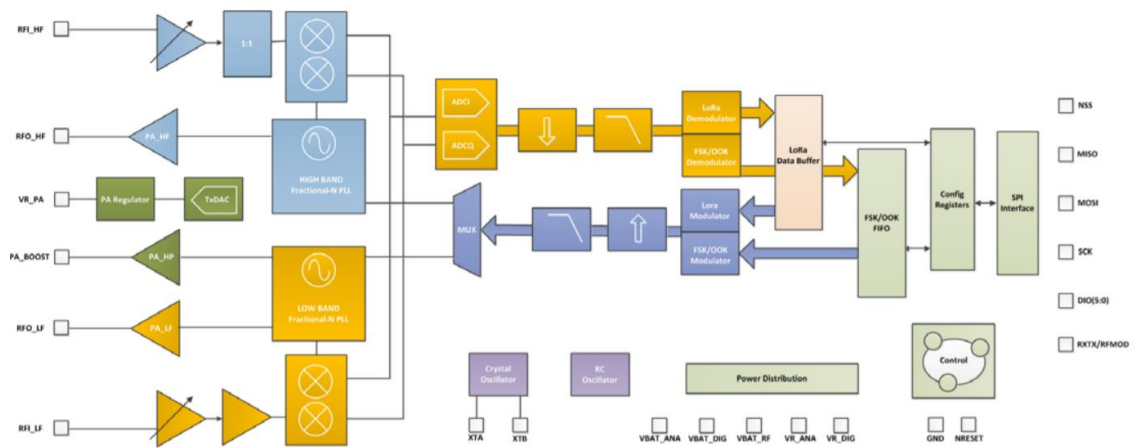 RFI_HF
1:1
RFO_HF
PA_HF
HIGH BAND
Fractional-N PLL
VR_PA
PA Regulator
TxDAC
PA_BOOST
PA_HP
LOW BAND
Fractional-N PLL
RFO_LF
PA_LF
RFI_LF
ADCI
ADCQ
MUX
LoRa
Demodulator
FSK/OOK
Demodulator
Lora
Modulator
FSK/OOK
Modulator
LoRa
Data Buffer
FSK/OOK
FIFO
Config
Registers
SPI
Interface
NSS
MISO
MOSI
SCK
DIO(5:0)
RXTX/RFMOD
Crystal
Oscillator
XTA
XTB
RC
Oscillator
Power Distribution
VBAT_ANA
VBAT_DIG
VBAT_RF
VR_ANA
VR_DIG
Control
GND
NRESET